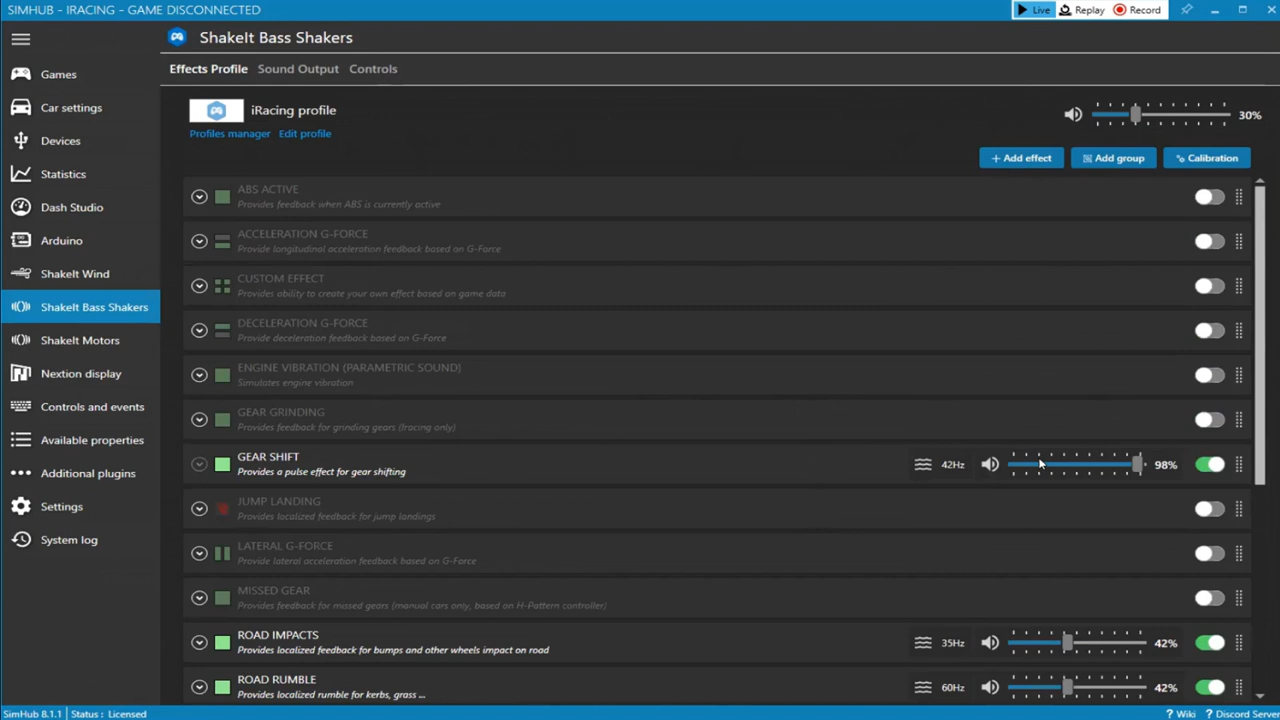 SIMHUB - IRACING - GAME DISCONNECTED
Live Replay Record
ShakeIt Bass Shakers
Games
Car settings
Devices
Statistics
Dash Studio
Arduino
ShakeIt Wind
ShakeIt Bass Shakers
ShakeIt Motors
Nextion display
Controls and events
Available properties
Additional plugins
Settings
System log
Effects Profile Sound Output Controls
iRacing profile
30%
Profiles manager Edit profile
+ Add effect Add group Calibration
ABS ACTIVE
Provides feedback when ABS is currently active
ACCELERATION G-FORCE
Provide longitudinal acceleration feedback based on G-Force
CUSTOM EFFECT
Provides ability to create your own effect based on game data
DECELERATION G-FORCE
Provide deceleration feedback based on G-Force
ENGINE VIBRATION (PARAMETRIC SOUND)
Simulates engine vibration
GEAR GRINDING
Provides feedback for grinding gears (Iracing only)
GEAR SHIFT
Provides a pulse effect for gear shifting
42Hz 98%
JUMP LANDING
Provides localized feedback for jump landings
LATERAL G-FORCE
Provide lateral acceleration feedback based on G-Force
MISSED GEAR
Provides feedback for missed gears (manual cars only, based on H-Pattern controller)
ROAD IMPACTS
Provides localized feedback for bumps and other wheels impact on road
35Hz 42%
ROAD RUMBLE
Provides localized rumble for kerbs, grass ...
60Hz 42%
SimHub 8.1.1 Status : Licensed
? Wiki ? Discord Server